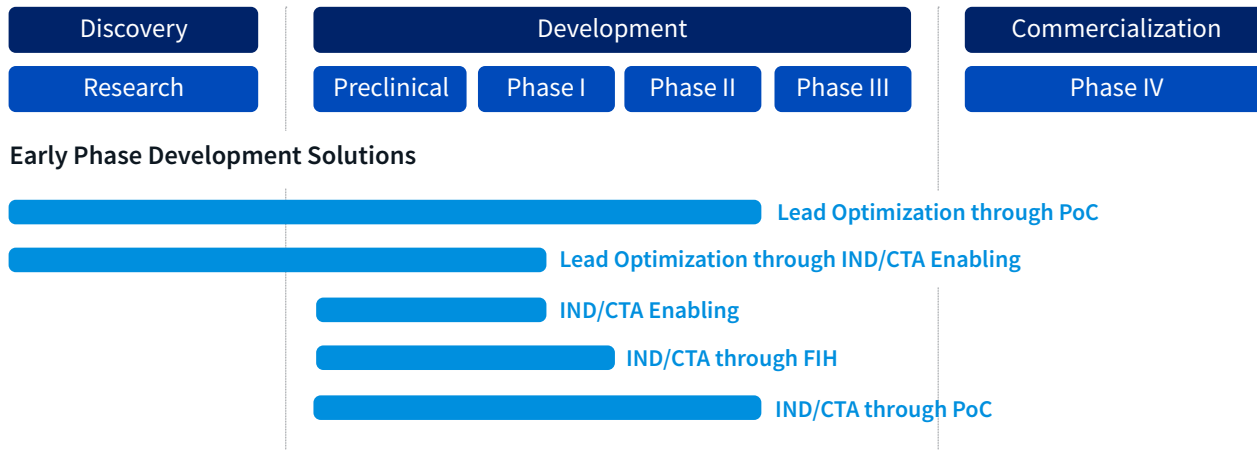 Discovery
Development
Commercialization
Research
Preclinical
Phase I
Phase II
Phase III
Phase IV
Early Phase Development Solutions
Lead Optimization through PoC
Lead Optimization through IND/CTA Enabling
IND/CTA Enabling
IND/CTA through FIH
IND/CTA through PoC